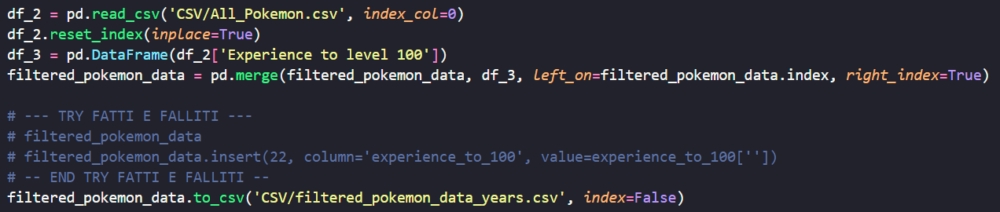 df_2 = pd.read_csv('CSV/All_Pokemon.csv', index_col=0)
df_2.reset_index(inplace=True)
df_3 = pd.DataFrame(df_2['Experience to level 100'])
filtered_pokemon_data = pd.merge(filtered_pokemon_data, df_3, left_on=filtered_pokemon_data.index, right_index=True)
# --- TRY FATTI E FALLITI ---
# filtered_pokemon_data
# filtered_pokemon_data.insert(22, column='experience_to_100', value=experience_to_100[''])
# -- END TRY FATTI E FALLITI --
filtered_pokemon_data.to_csv('CSV/filtered_pokemon_data_years.csv', index=False)